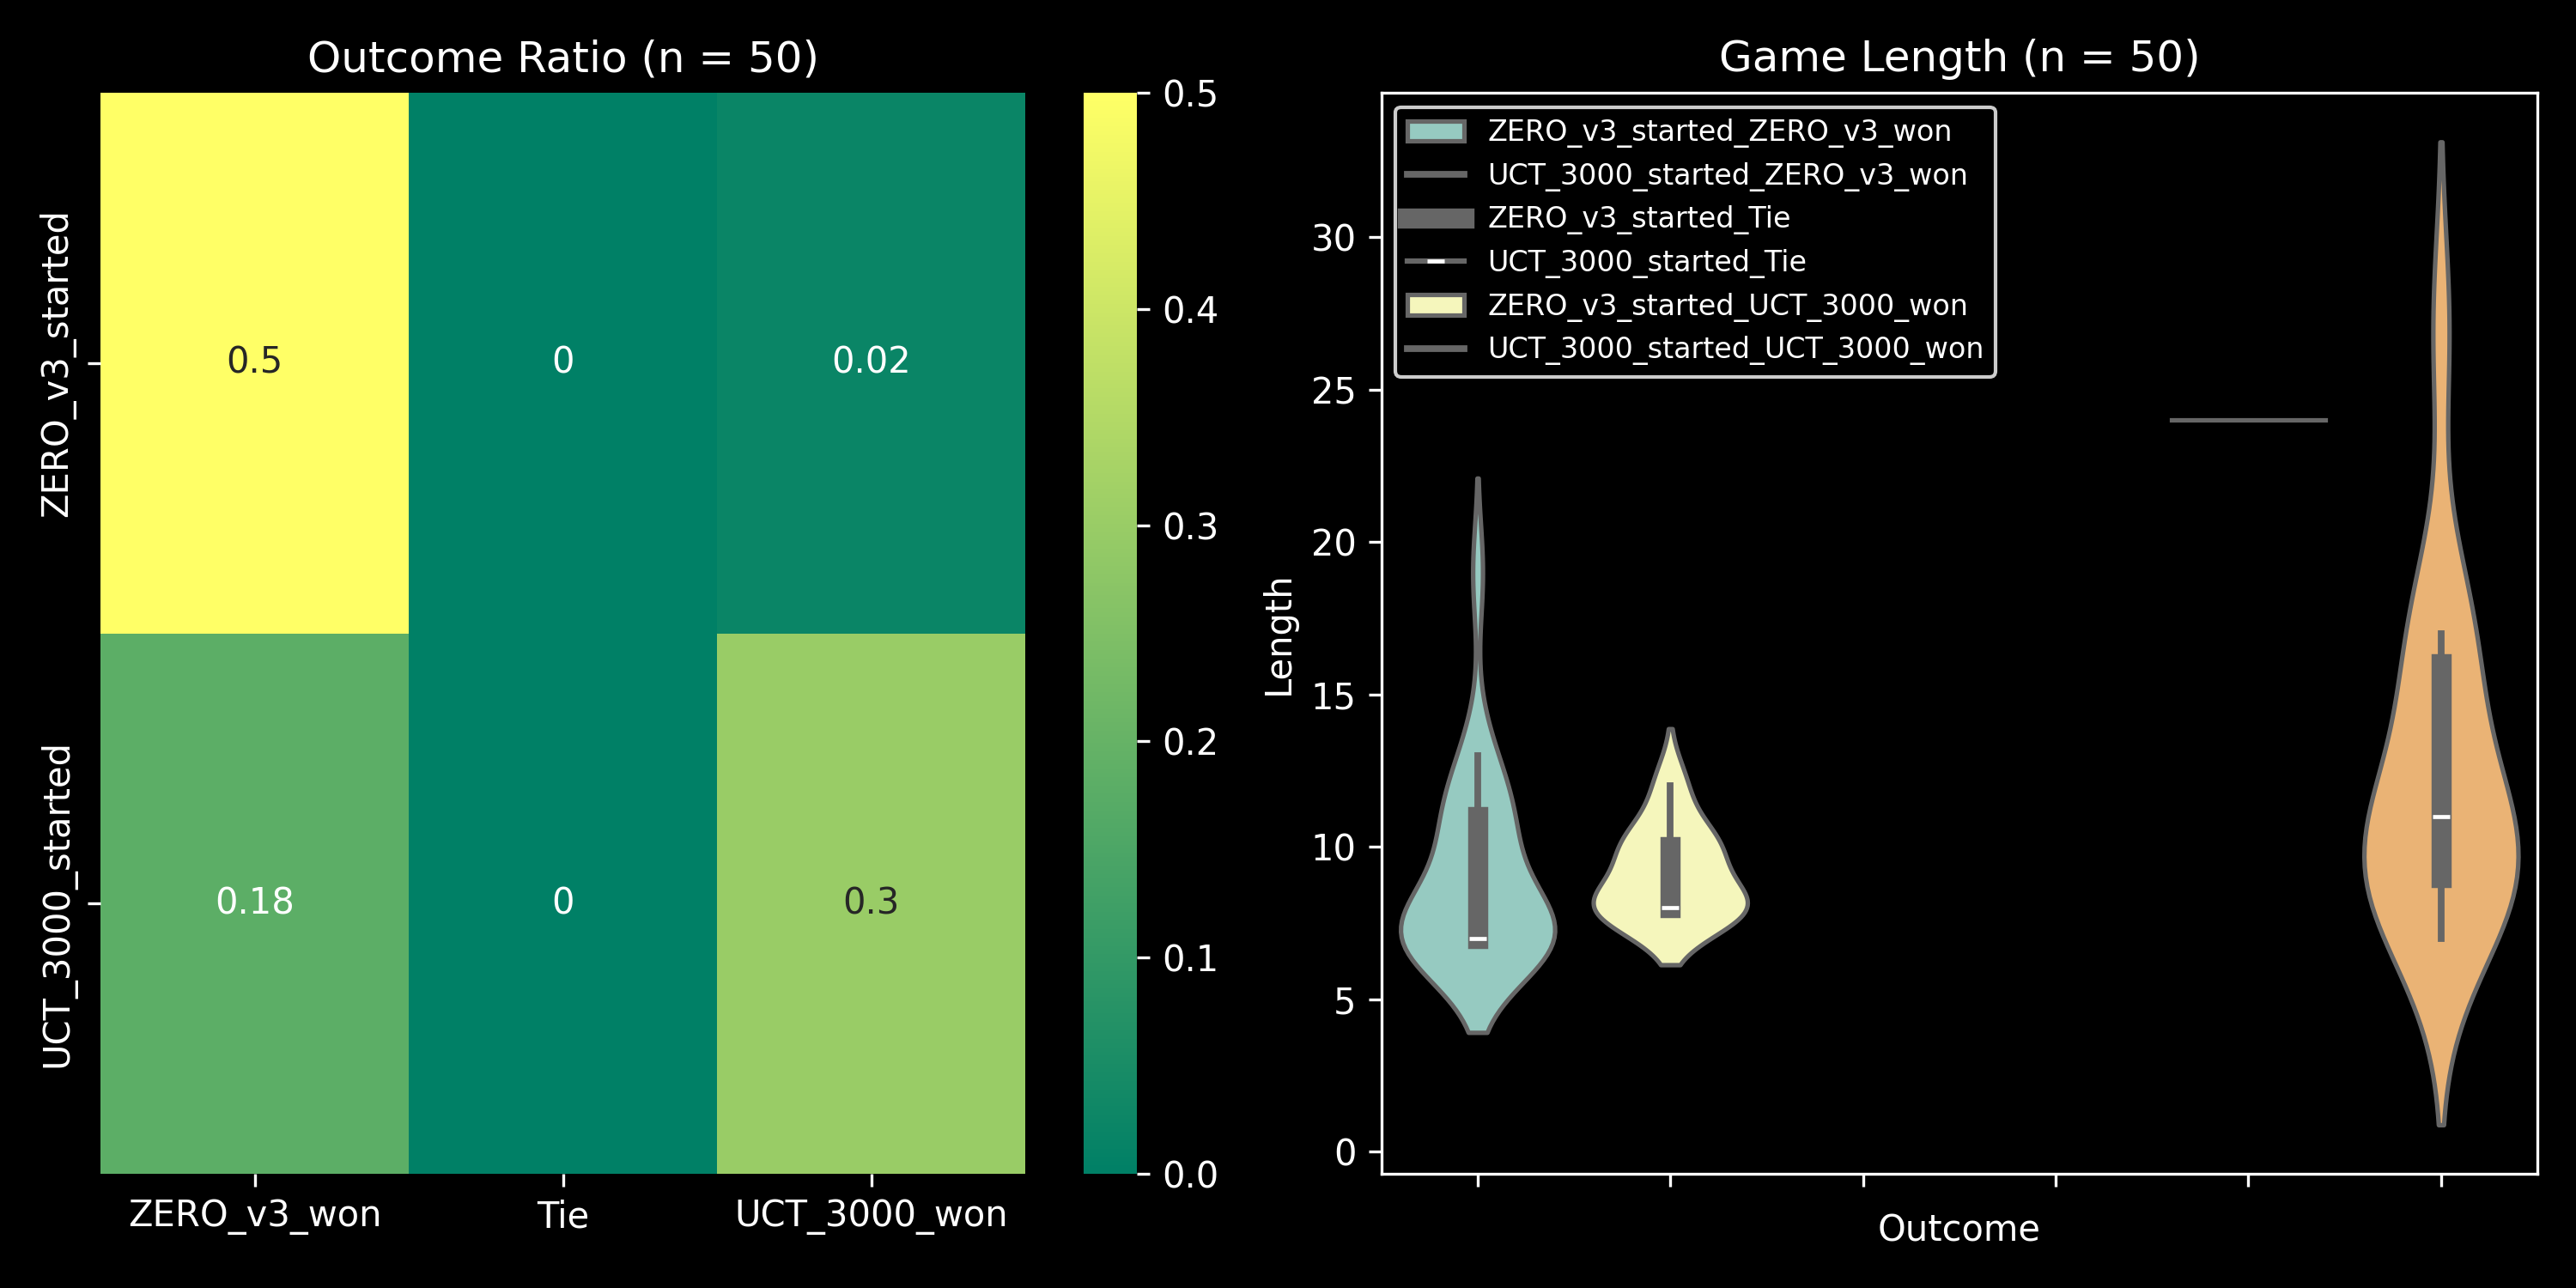 Outcome Ratio (n = 50)
ZERO_v3_started
UCT_3000_started
0.5
0
0.02
0.18
0
0.3
ZERO_v3_won
Tie
UCT_3000_won
0.5
0.4
0.3
0.2
0.1
0.0
Game Length (n = 50)
ZERO_v3_started_ZERO_v3_won
UCT_3000_started_ZERO_v3_won
ZERO_v3_started_Tie
UCT_3000_started_Tie
ZERO_v3_started_UCT_3000_won
UCT_3000_started_UCT_3000_won
Length
30
25
20
15
10
5
0
Outcome